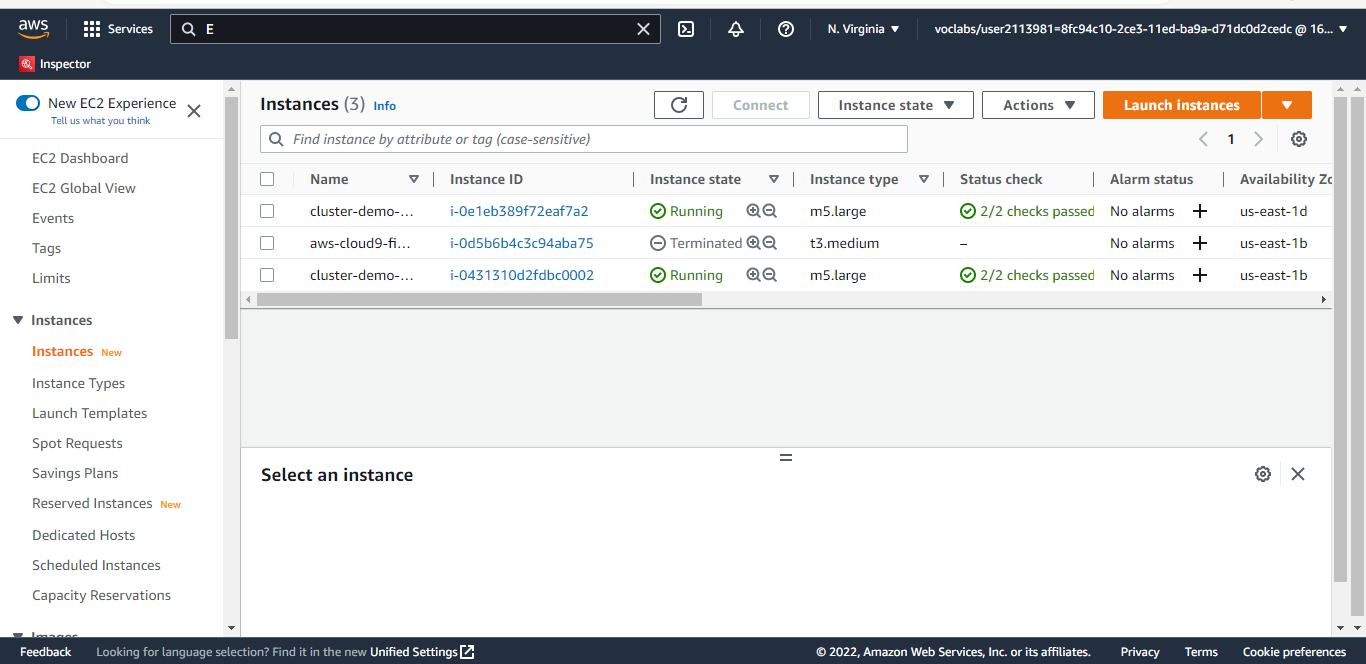 aws Services E N. Virginia voclabs/user2113981=8fc94c10-2ce3-11ed-ba9a-d71dc0d2cedc @ 16...
Inspector
New EC2 Experience
Tell us what you think
EC2 Dashboard
EC2 Global View
Events
Tags
Limits
Instances
Instances New
Instance Types
Launch Templates
Spot Requests
Savings Plans
Reserved Instances New
Dedicated Hosts
Scheduled Instances
Capacity Reservations
Images
Instances (3) Info Connect Instance state Actions Launch instances
Find instance by attribute or tag (case-sensitive) 1
Name Instance ID Instance state Instance type Status check Alarm status Availability Zo
cluster-demo-... i-0e1eb389f72eaf7a2 Running m5.large 2/2 checks passed No alarms + us-east-1d
aws-cloud9-fi... i-0d5b6b4c3c94aba75 Terminated t3.medium – No alarms + us-east-1b
cluster-demo-... i-0431310d2fdbc0002 Running m5.large 2/2 checks passed No alarms + us-east-1b
Select an instance
Feedback Looking for language selection? Find it in the new Unified Settings © 2022, Amazon Web Services, Inc. or its affiliates. Privacy Terms Cookie preferences